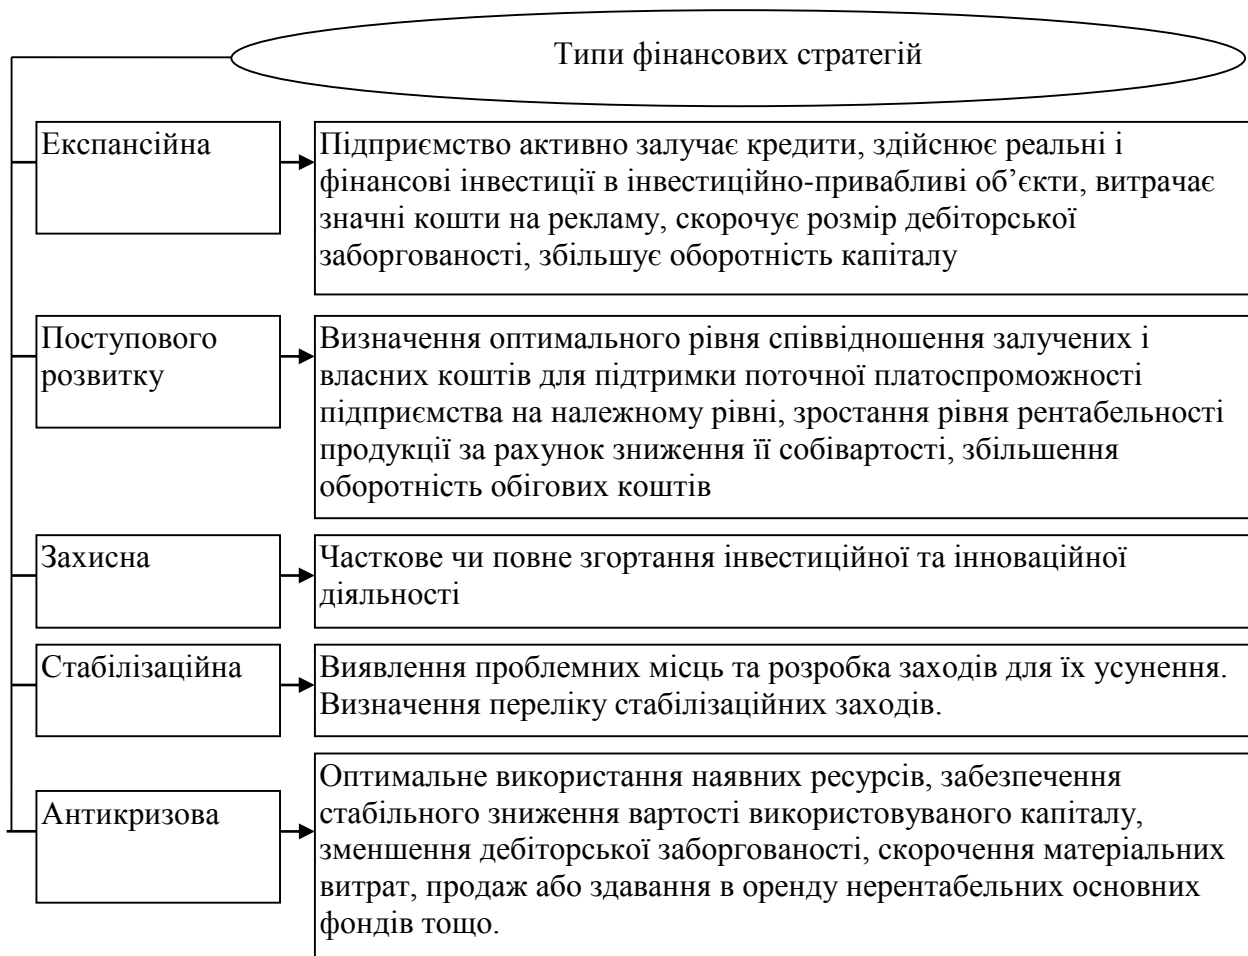 Типи фінансових стратегій
Експансійна
Підприємство активно залучає кредити, здійснює реальні і
фінансові інвестиції в інвестиційно-привабливі об’єкти, витрачає
значні кошти на рекламу, скорочує розмір дебіторської
заборгованості, збільшує оборотність капіталу
Поступового
розвитку
Визначення оптимального рівня співвідношення залучених і
власних коштів для підтримки поточної платоспроможності
підприємства на належному рівні, зростання рівня рентабельності
продукції за рахунок зниження її собівартості, збільшення
оборотність обігових коштів
Захисна
Часткове чи повне згортання інвестиційної та інноваційної
діяльності
Стабілізаційна
Виявлення проблемних місць та розробка заходів для їх усунення.
Визначення переліку стабілізаційних заходів.
Антикризова
Оптимальне використання наявних ресурсів, забезпечення
стабільного зниження вартості використовуваного капіталу,
зменшення дебіторської заборгованості, скорочення матеріальних
витрат, продаж або здавання в оренду нерентабельних основних
фондів тощо.